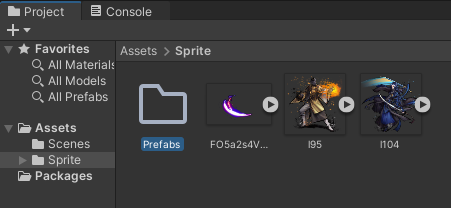 Project
Console
Favorites
All Materials
All Models
All Prefabs
Assets
Scenes
Sprite
Packages
Assets > Sprite
Prefabs
FO5a2s4V...
I95
I104